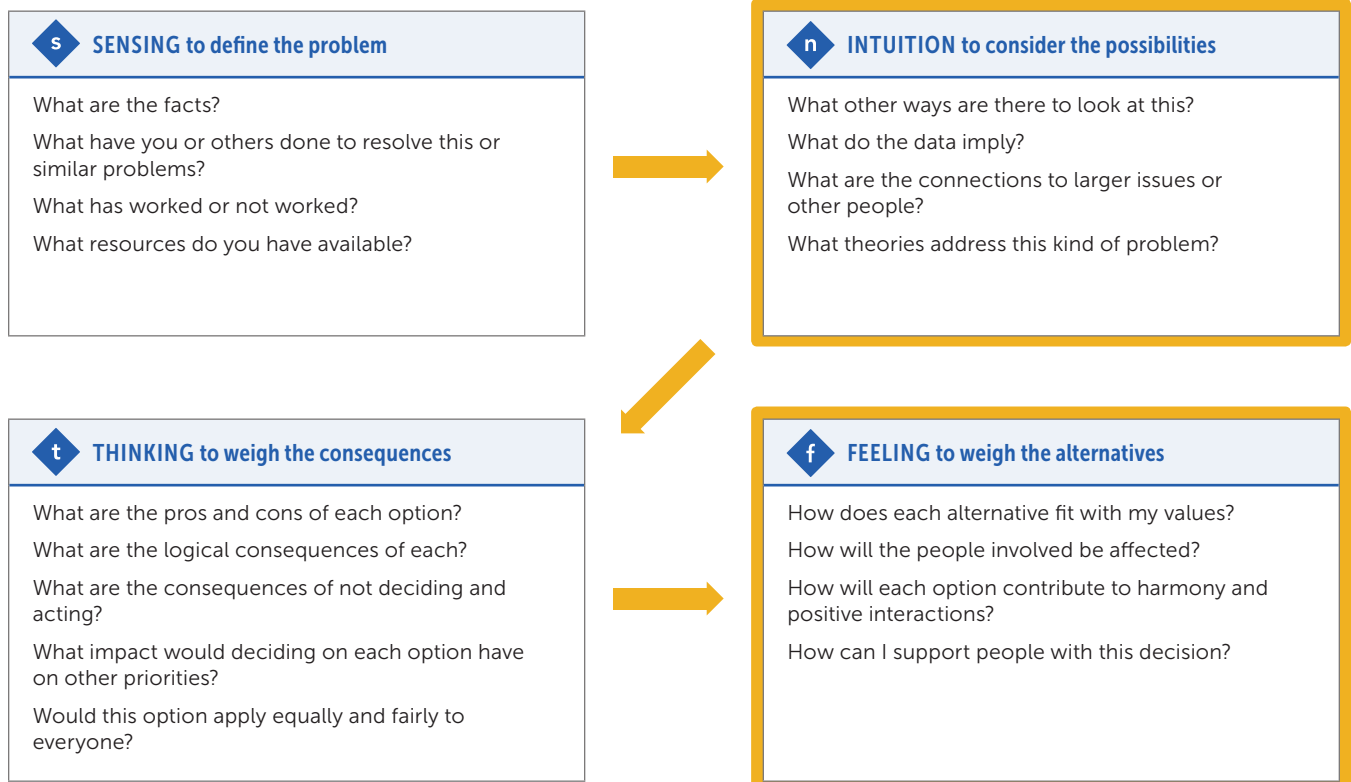 s SENSING to define the problem
What are the facts?
What have you or others done to resolve this or
similar problems?
What has worked or not worked?
What resources do you have available?
n INTUITION to consider the possibilities
What other ways are there to look at this?
What do the data imply?
What are the connections to larger issues or
other people?
What theories address this kind of problem?
t THINKING to weigh the consequences
What are the pros and cons of each option?
What are the logical consequences of each?
What are the consequences of not deciding and
acting?
What impact would deciding on each option have
on other priorities?
Would this option apply equally and fairly to
everyone?
f FEELING to weigh the alternatives
How does each alternative fit with my values?
How will the people involved be affected?
How will each option contribute to harmony and
positive interactions?
How can I support people with this decision?